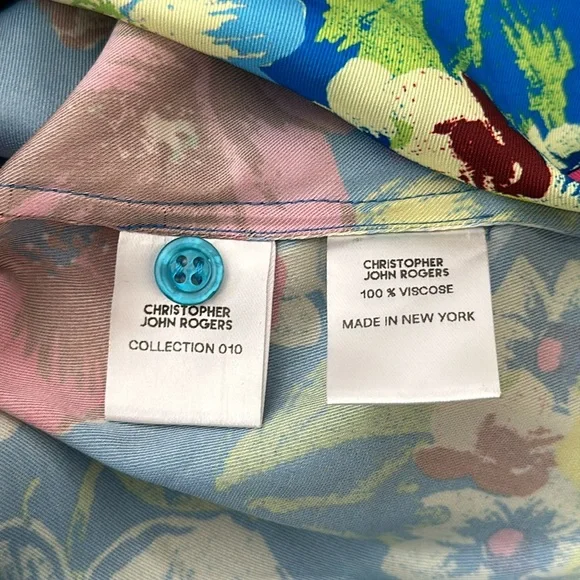 CHRISTOPHER
JOHN ROGERS
COLLECTION 010
CHRISTOPHER
JOHN ROGERS
100 % VISCOSE
MADE IN NEW YORK